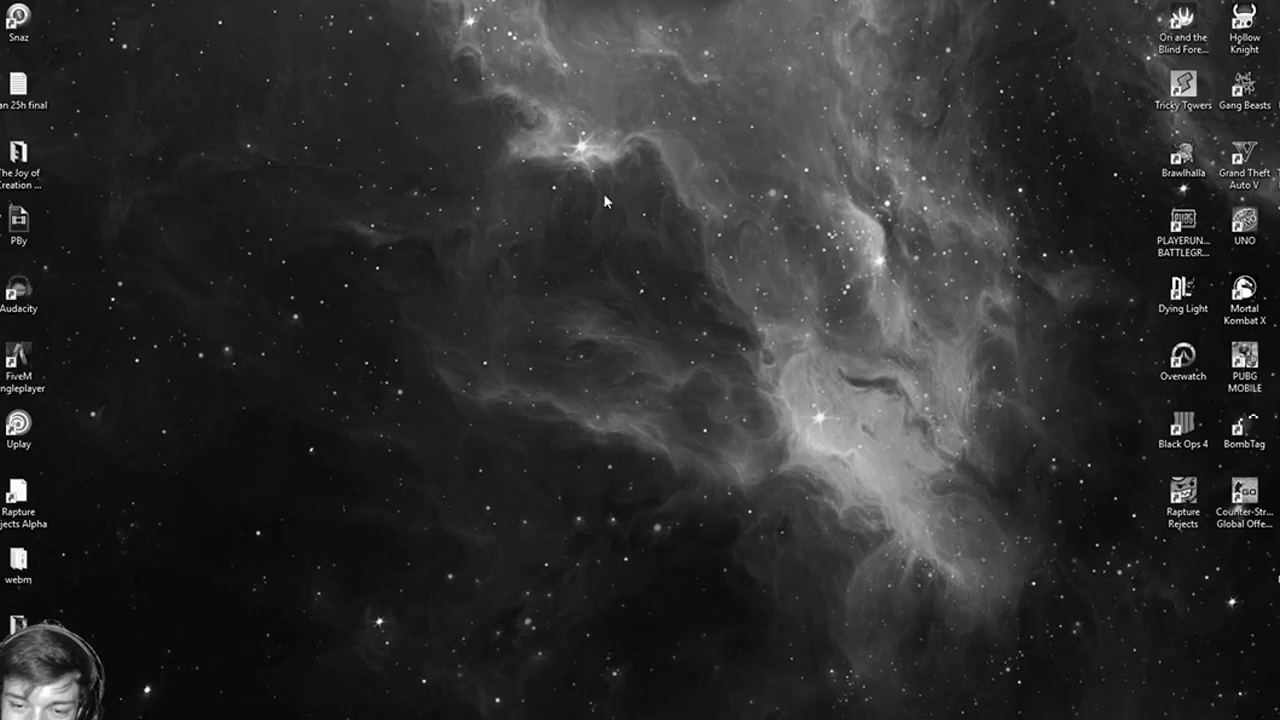 Snaz
an 25h final
The Joy of
Creation ...
PBy
Audacity
FiveM
ngleplayer
Uplay
Rapture
jects Alpha
webm
Ori and the
Blind Fore...
Hollow
Knight
Tricky Towers
Gang Beasts
Brawlhalla
Grand Theft
Auto V
PLAYERUN...
BATTLEGR...
UNO
Dying Light
Mortal
Kombat X
Overwatch
PUBG
MOBILE
Black Ops 4
BombTag
Rapture
Rejects
Counter-Str...
Global Offe...